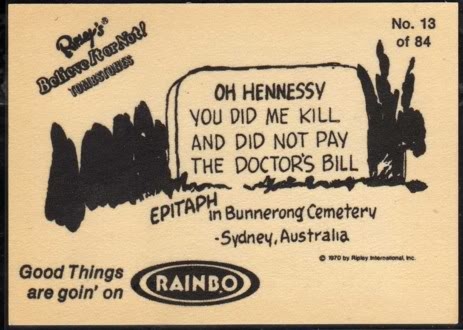 Ripley's®
Believe It or Not!
TOMBSTONES
No. 13
of 84
OH HENNESSY
YOU DID ME KILL
AND DID NOT PAY
THE DOCTOR'S BILL
EPITAPH in Bunnerong Cemetery
-Sydney, Australia
© 1970 by Ripley International, Inc.
Good Things
are goin' on
RAINBO